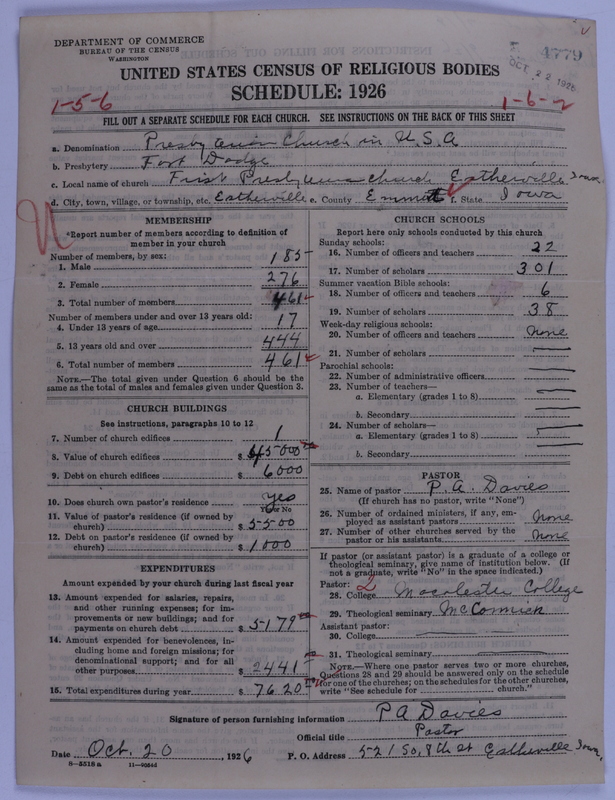 DEPARTMENT OF COMMERCE
BUREAU OF THE CENSUS
WASHINGTON
4779
OCT 22 1926
UNITED STATES CENSUS OF RELIGIOUS BODIES
SCHEDULE: 1926
1-5-6
1-6-2
FILL OUT A SEPARATE SCHEDULE FOR EACH CHURCH. SEE INSTRUCTIONS ON THE BACK OF THIS SHEET
a. Denomination Presbyterian Church in U.S.A
b. Presbytery Fort Dodge
c. Local name of church First Presbyterian church Estherville Iowa
d. City, town, village, or township, etc. Estherville e. County Emmett f. State Iowa
MEMBERSHIP
*Report number of members according to definition of
member in your church
Number of members, by sex:
1. Male 185
2. Female 276
3. Total number of members 461
Number of members under and over 13 years old:
4. Under 13 years of age 17
5. 13 years old and over 444
6. Total number of members 461
NOTE.—The total given under Question 6 should be the
same as the total of males and females given under Question 3.
CHURCH BUILDINGS
See instructions, paragraphs 10 to 12
7. Number of church edifices 1
8. Value of church edifices $ 65000
9. Debt on church edifices $ 6000
10. Does church own pastor's residence Yes
Yes or No
11. Value of pastor's residence (if owned by
church) $ 5500
12. Debt on pastor's residence (if owned by
church) $ 1000
EXPENDITURES
Amount expended by your church during last fiscal year
13. Amount expended for salaries, repairs,
and other running expenses; for im-
provements or new buildings; and for
payments on church debt $ 5179
14. Amount expended for benevolences, in-
cluding home and foreign missions; for
denominational support; and for all
other purposes $ 2441
15. Total expenditures during year $ 7620
CHURCH SCHOOLS
Report here only schools conducted by this church
Sunday schools:
16. Number of officers and teachers 22
17. Number of scholars 301
Summer vacation Bible schools:
18. Number of officers and teachers 6
19. Number of scholars 38
Week-day religious schools:
20. Number of officers and teachers None
21. Number of scholars
Parochial schools:
22. Number of administrative officers
23. Number of teachers—
a. Elementary (grades 1 to 8)
b. Secondary
24. Number of scholars—
a. Elementary (grades 1 to 8)
b. Secondary
PASTOR
25. Name of pastor P. A. Davies
(If church has no pastor, write "None")
26. Number of ordained ministers, if any, em-
ployed as assistant pastors None
27. Number of other churches served by the
pastor or his assistants None
If pastor (or assistant pastor) is a graduate of a college or
theological seminary, give name of institution below. (If
not a graduate, write "No" in the space indicated.)
Pastor: 2
28. College Macalester College
29. Theological seminary McCormick
Assistant pastor:
30. College
31. Theological seminary
NOTE.—Where one pastor serves two or more churches,
Questions 28 and 29 should be answered only on the schedule
for one of the churches; on the schedules for the other churches,
write "See schedule for church."
Signature of person furnishing information P A Davies
Official title Pastor
Date Oct. 20, 1926 P. O. Address 521 So, 8th st Estherville Iowa,
8-5518 a 11-9064d